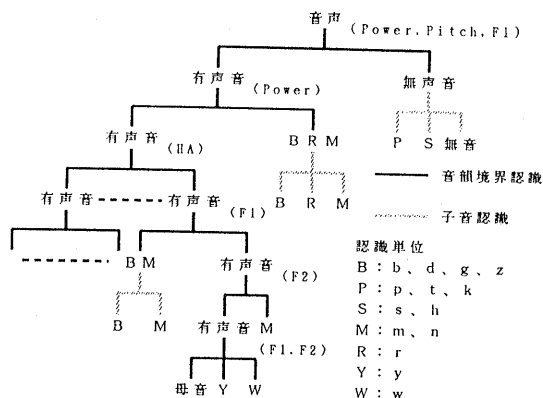 音声
(Power,Pitch,F1)
有声音
(Power)
無声音
有声音
(HA)
B R M
P S 無音
有声音
有声音
(F1)
B R M
音韻境界認識
子音認識
B M
有声音
(F2)
B M
有声音 M
(F1,F2)
母音 Y W
認識単位
B : b、d、g、z
P : p、t、k
S : s、h
M : m、n
R : r
Y : y
W : w